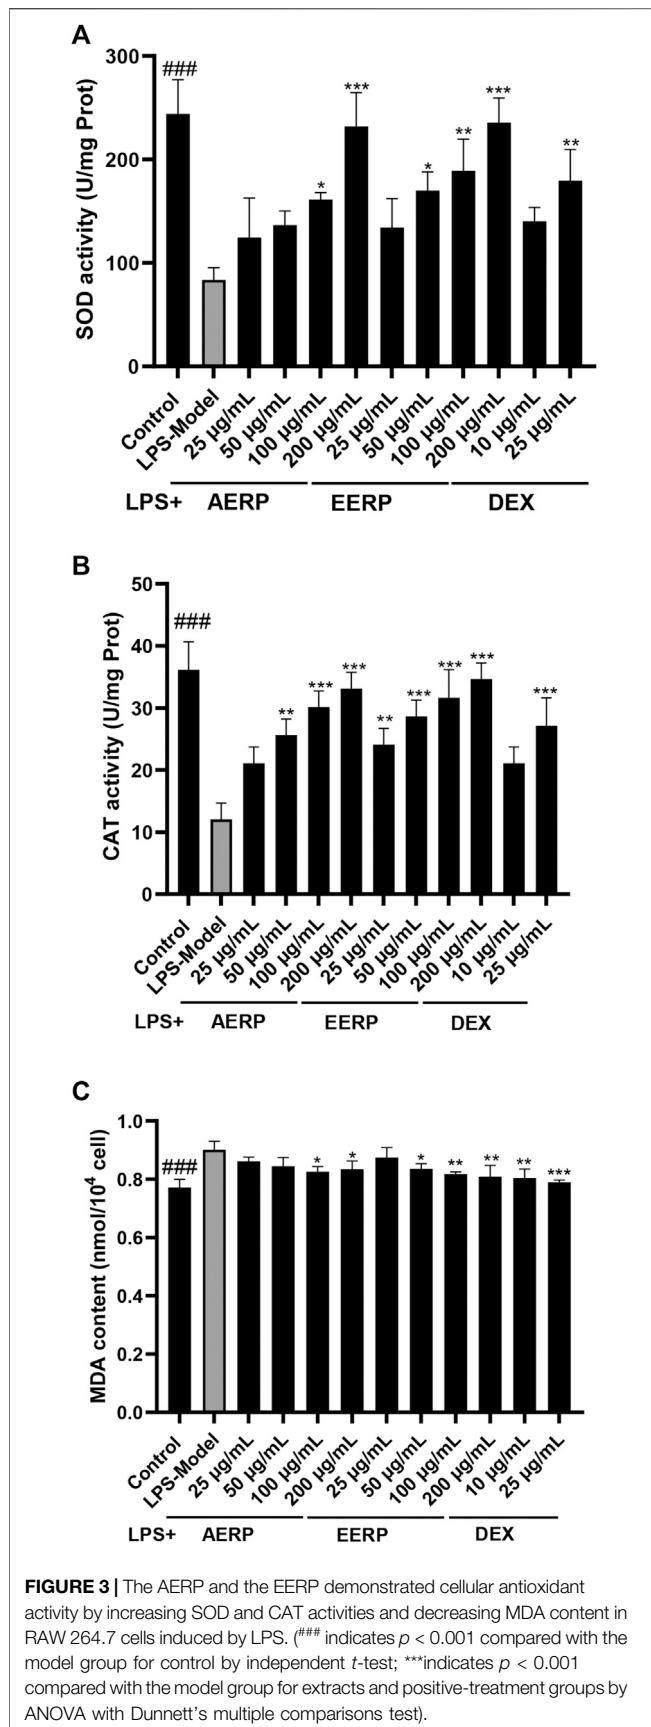 A
SOD activity (U/mg Prot)
300
200
100
0
###
*
***
*
**
***
**
Control
LPS-Model
25 µg/mL
50 µg/mL
100 µg/mL
200 µg/mL
25 µg/mL
50 µg/mL
100 µg/mL
200 µg/mL
10 µg/mL
25 µg/mL
LPS+ AERP EERP DEX
B
CAT activity (U/mg Prot)
50
40
30
20
10
0
###
**
***
***
**
***
***
***
***
Control
LPS-Model
25 µg/mL
50 µg/mL
100 µg/mL
200 µg/mL
25 µg/mL
50 µg/mL
100 µg/mL
200 µg/mL
10 µg/mL
25 µg/mL
LPS+ AERP EERP DEX
C
MDA content (nmol/10⁴ cell)
1.0
0.8
0.6
0.4
0.2
0.0
###
*
*
*
**
**
**
***
Control
LPS-Model
25 µg/mL
50 µg/mL
100 µg/mL
200 µg/mL
25 µg/mL
50 µg/mL
100 µg/mL
200 µg/mL
10 µg/mL
25 µg/mL
LPS+ AERP EERP DEX
FIGURE 3 | The AERP and the EERP demonstrated cellular antioxidant
activity by increasing SOD and CAT activities and decreasing MDA content in
RAW 264.7 cells induced by LPS. (### indicates p < 0.001 compared with the
model group for control by independent t-test; ***indicates p < 0.001
compared with the model group for extracts and positive-treatment groups by
ANOVA with Dunnett's multiple comparisons test).